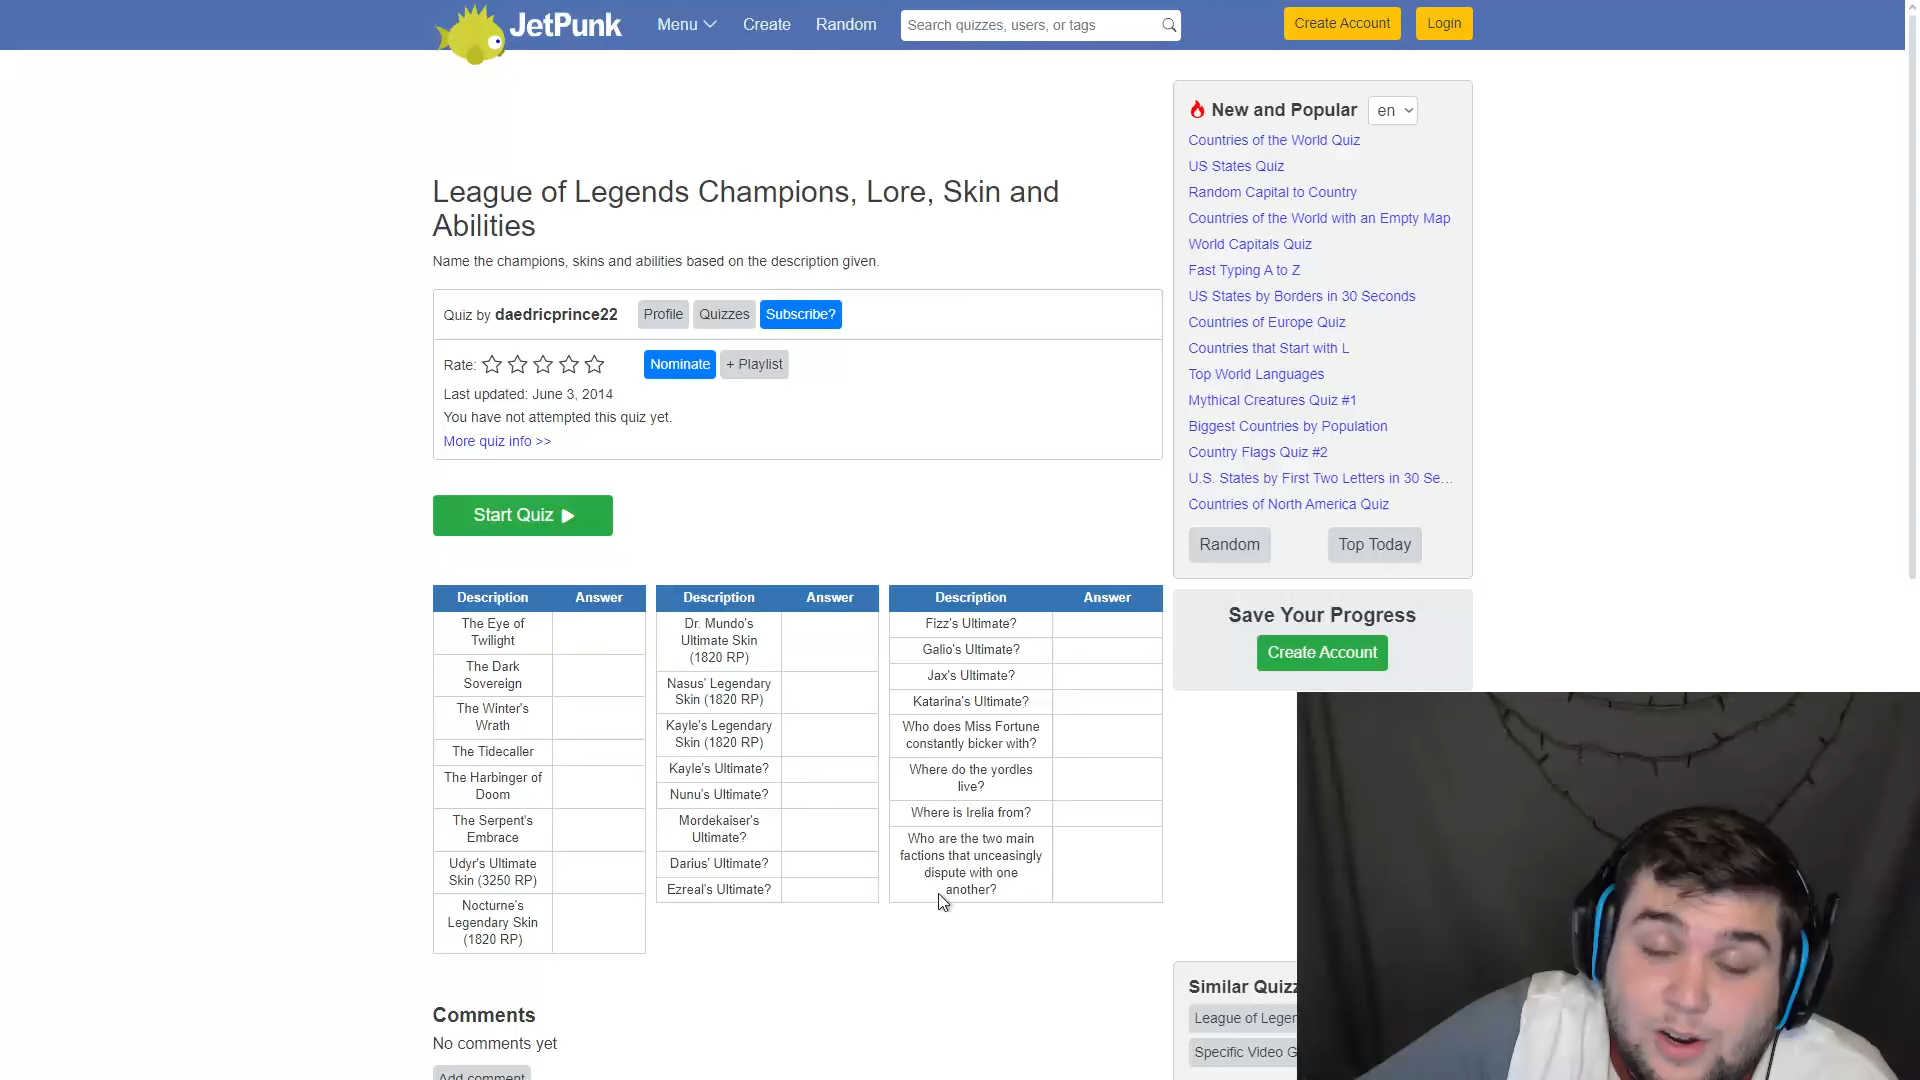 JetPunk
Menu
Create
Random
Search quizzes, users, or tags
Create Account
Login
League of Legends Champions, Lore, Skin and
Abilities
Name the champions, skins and abilities based on the description given.
Quiz by daedricprince22
Profile
Quizzes
Subscribe?
Rate:
Nominate
+ Playlist
Last updated: June 3, 2014
You have not attempted this quiz yet.
More quiz info >>
Start Quiz
Description Answer
The Eye of
Twilight
The Dark
Sovereign
The Winter's
Wrath
The Tidecaller
The Harbinger of
Doom
The Serpent's
Embrace
Udyr's Ultimate
Skin (3250 RP)
Nocturne's
Legendary Skin
(1820 RP)
Description Answer
Dr. Mundo's
Ultimate Skin
(1820 RP)
Nasus' Legendary
Skin (1820 RP)
Kayle's Legendary
Skin (1820 RP)
Kayle's Ultimate?
Nunu's Ultimate?
Mordekaiser's
Ultimate?
Darius' Ultimate?
Ezreal's Ultimate?
Description Answer
Fizz's Ultimate?
Galio's Ultimate?
Jax's Ultimate?
Katarina's Ultimate?
Who does Miss Fortune
constantly bicker with?
Where do the yordles
live?
Where is Irelia from?
Who are the two main
factions that unceasingly
dispute with one
another?
Comments
No comments yet
Add comment
New and Popular
en
Countries of the World Quiz
US States Quiz
Random Capital to Country
Countries of the World with an Empty Map
World Capitals Quiz
Fast Typing A to Z
US States by Borders in 30 Seconds
Countries of Europe Quiz
Countries that Start with L
Top World Languages
Mythical Creatures Quiz #1
Biggest Countries by Population
Country Flags Quiz #2
U.S. States by First Two Letters in 30 Se...
Countries of North America Quiz
Random
Top Today
Save Your Progress
Create Account
Similar Quizz
League of Leger
Specific Video G